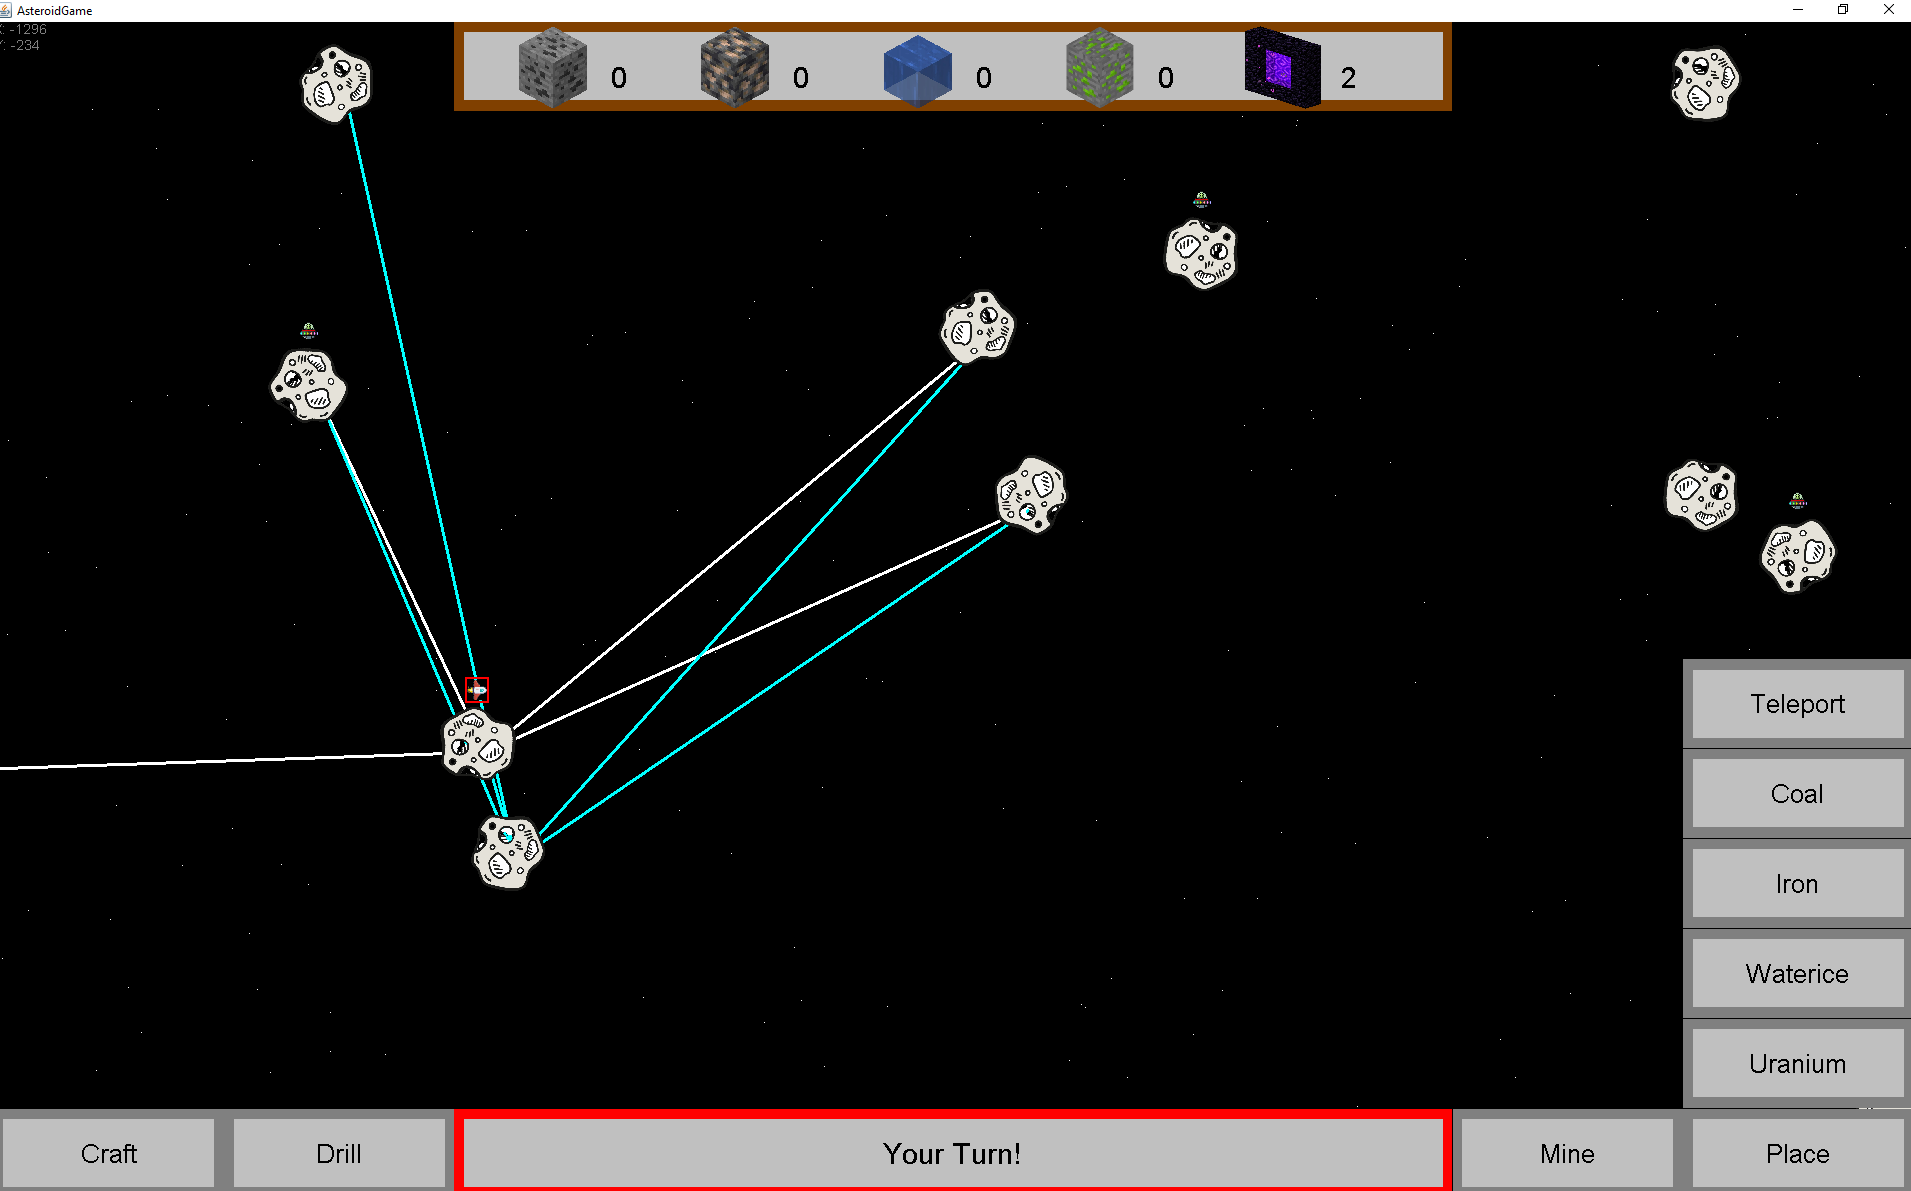 AsteroidGame
X: -1296
Y: -234
0
0
0
0
2
Teleport
Coal
Iron
Waterice
Uranium
Craft
Drill
Your Turn!
Mine
Place